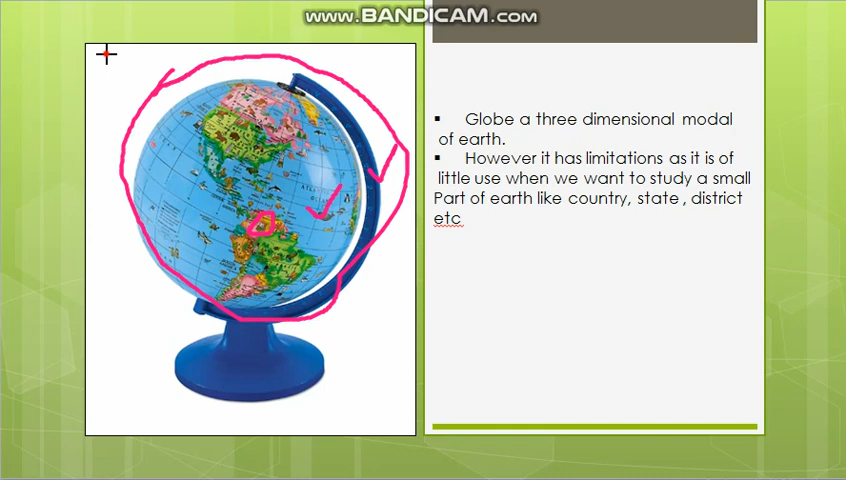 www.BANDICAM.com
▪ Globe a three dimensional modal
of earth.
▪ However it has limitations as it is of
little use when we want to study a small
Part of earth like country, state , district
etc